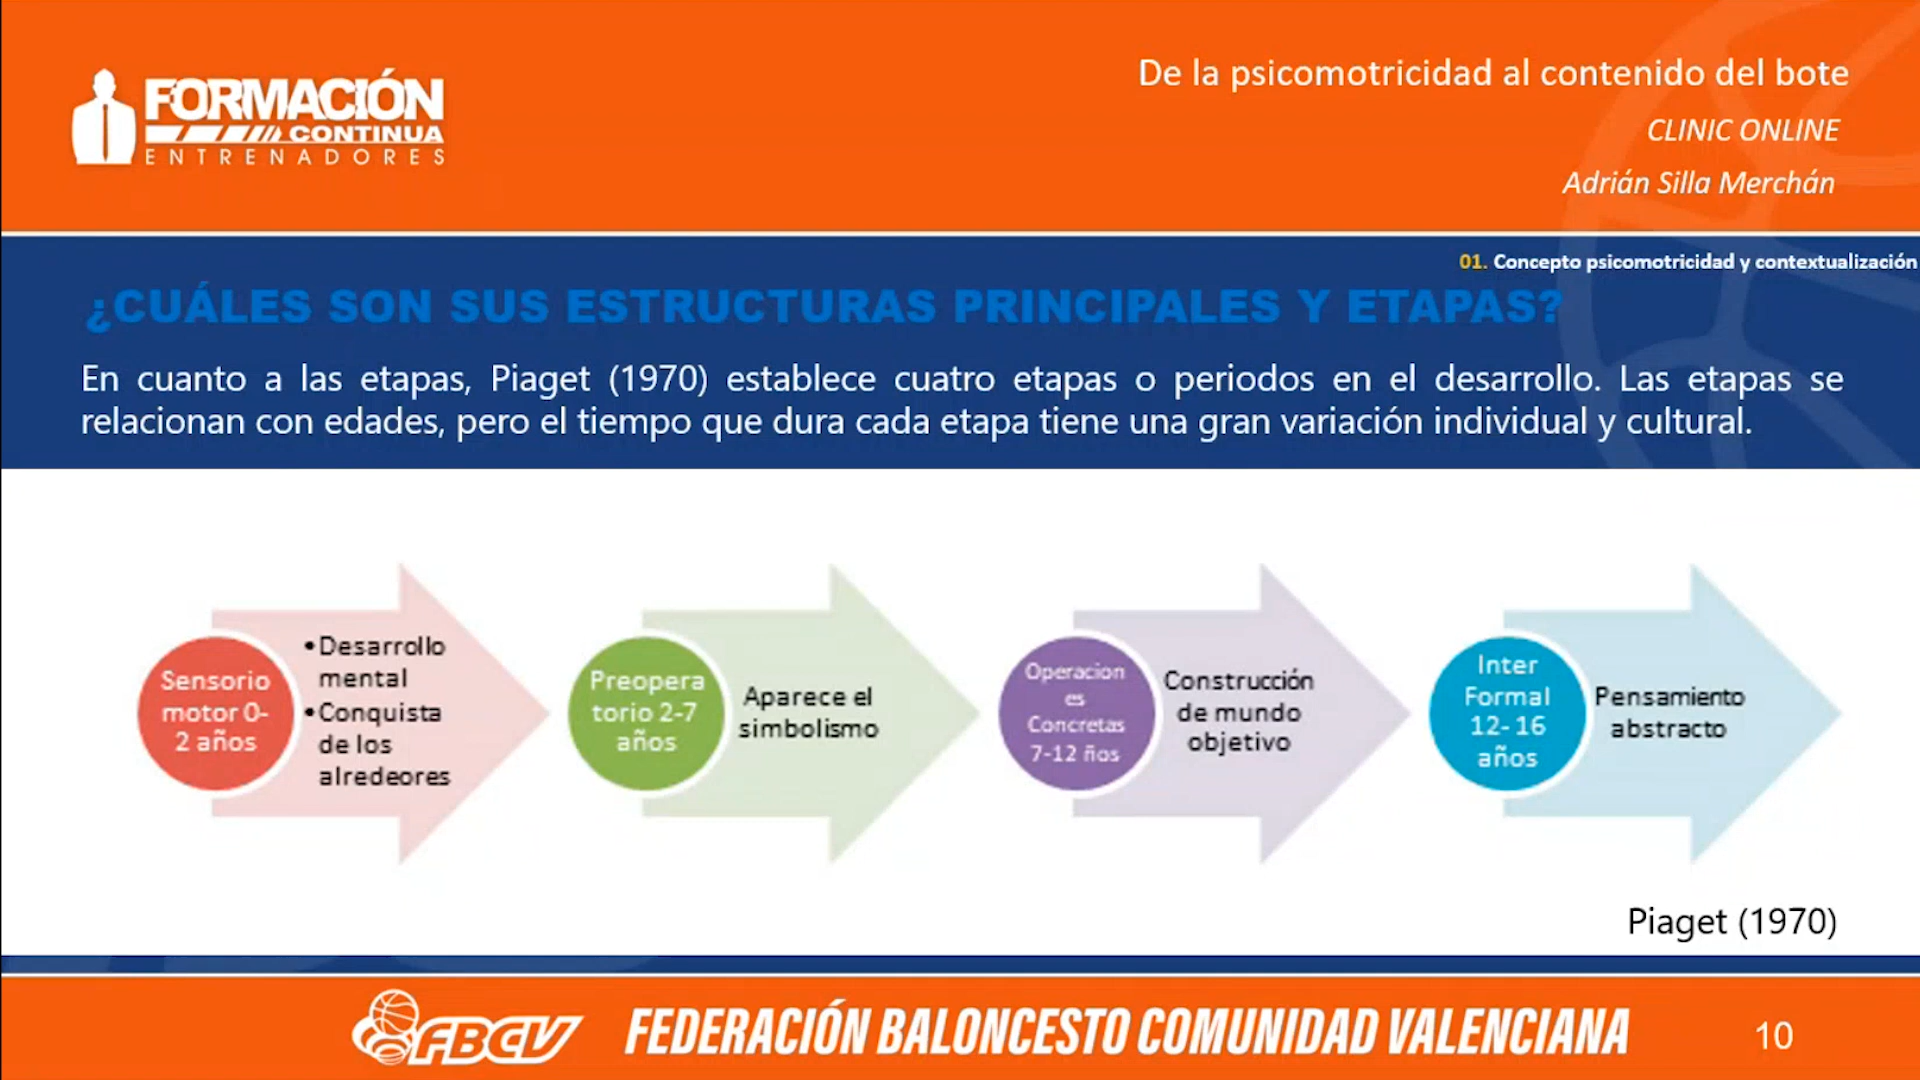 FORMACIÓN
CONTINUA
ENTRENADORES
De la psicomotricidad al contenido del bote
CLINIC ONLINE
Adrián Silla Merchán
01. Concepto psicomotricidad y contextualización
¿CUÁLES SON SUS ESTRUCTURAS PRINCIPALES Y ETAPAS?
En cuanto a las etapas, Piaget (1970) establece cuatro etapas o periodos en el desarrollo. Las etapas se
relacionan con edades, pero el tiempo que dura cada etapa tiene una gran variación individual y cultural.
Sensorio
motor 0-
2 años
•Desarrollo
mental
•Conquista
de los
alredeores
Preopera
torio 2-7
años
Aparece el
simbolismo
Operacion
es
Concretas
7-12 ños
Construcción
de mundo
objetivo
Inter
Formal
12- 16
años
Pensamiento
abstracto
Piaget (1970)
FBCV
FEDERACIÓN BALONCESTO COMUNIDAD VALENCIANA
10